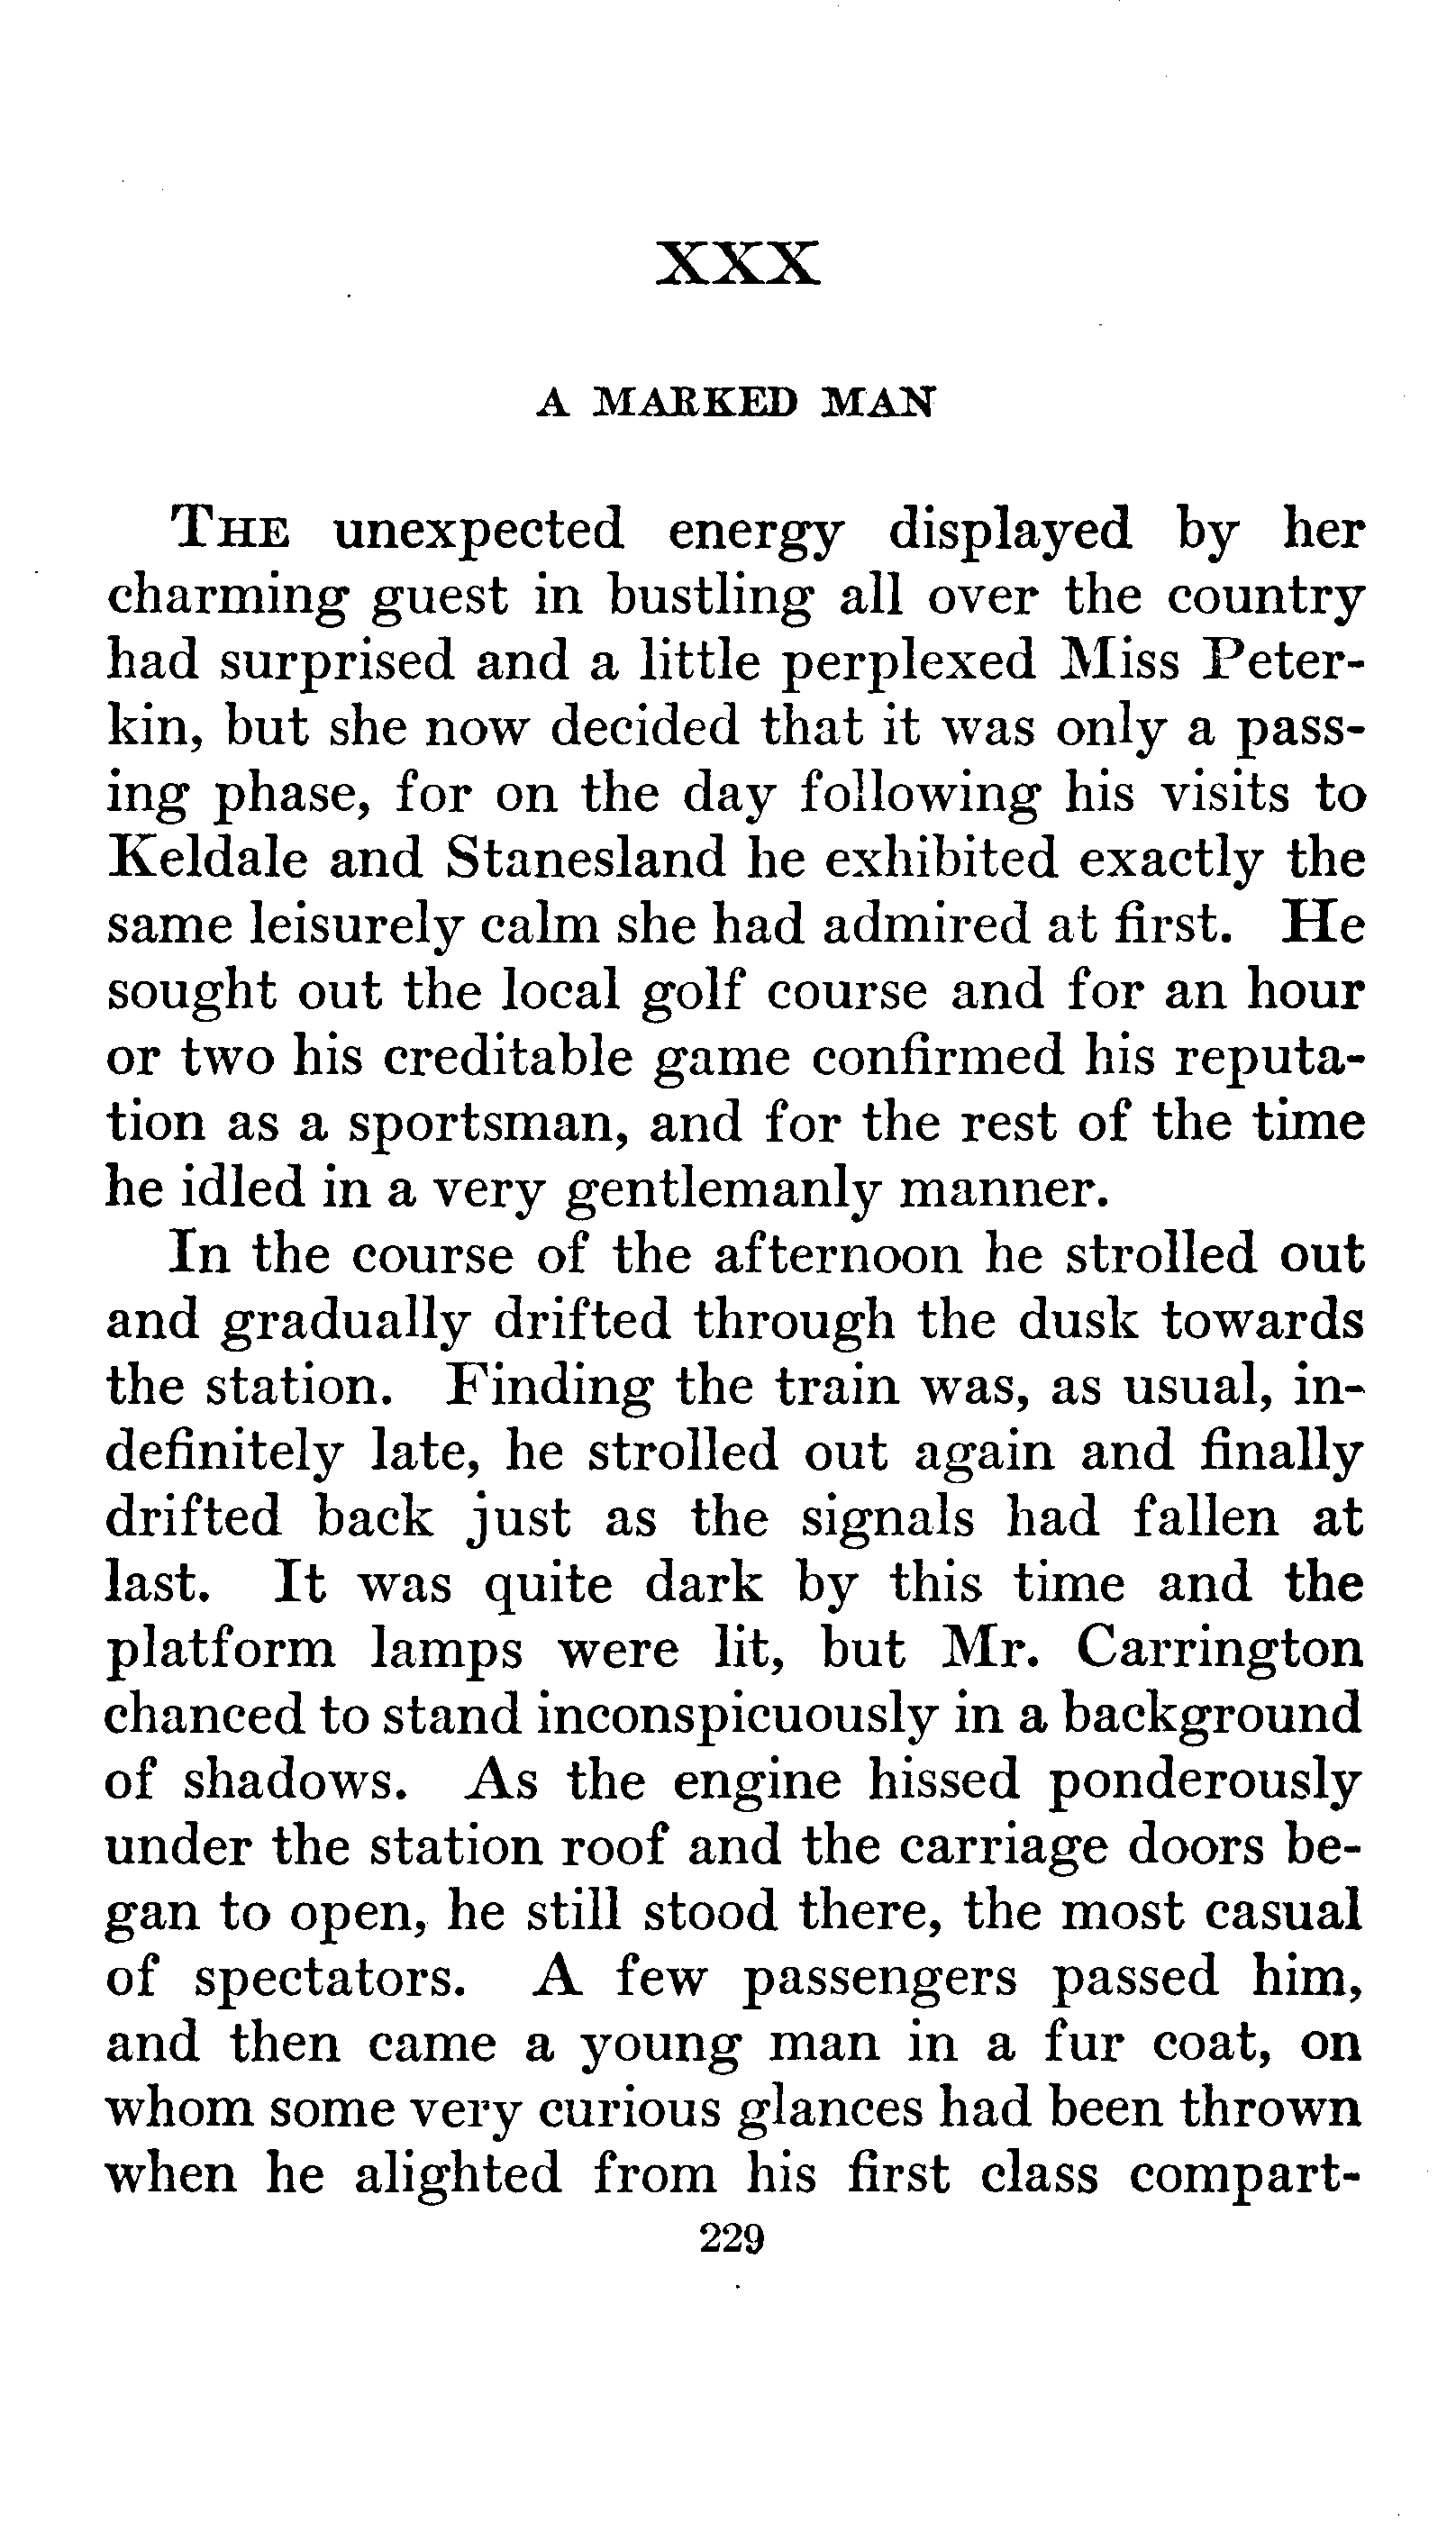 XXX
A MARKED MAN
THE unexpected energy displayed by her
charming guest in bustling all over the country
had surprised and a little perplexed Miss Peter-
kin, but she now decided that it was only a pass-
ing phase, for on the day following his visits to
Keldale and Stanesland he exhibited exactly the
same leisurely calm she had admired at first. He
sought out the local golf course and for an hour
or two his creditable game confirmed his reputa-
tion as a sportsman, and for the rest of the time
he idled in a very gentlemanly manner.
In the course of the afternoon he strolled out
and gradually drifted through the dusk towards
the station. Finding the train was, as usual, in-
definitely late, he strolled out again and finally
drifted back just as the signals had fallen at
last. It was quite dark by this time and the
platform lamps were lit, but Mr. Carrington
chanced to stand inconspicuously in a background
of shadows. As the engine hissed ponderously
under the station roof and the carriage doors be-
gan to open, he still stood there, the most casual
of spectators. A few passengers passed him,
and then came a young man in a fur coat, on
whom some very curious glances had been thrown
when he alighted from his first class compart-
229